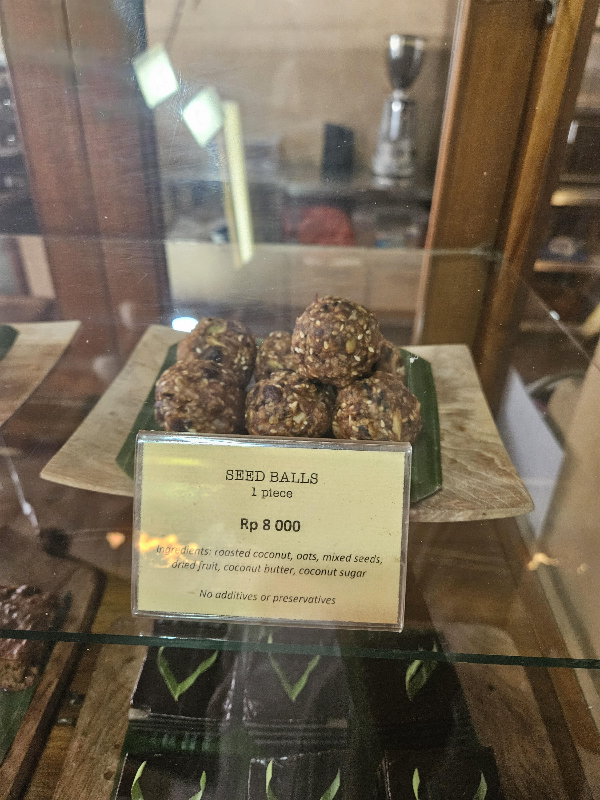 SEED BALLS
1 piece
Rp 8 000
Ingredients: roasted coconut, oats, mixed seeds,
dried fruit, coconut butter, coconut sugar
No additives or preservatives